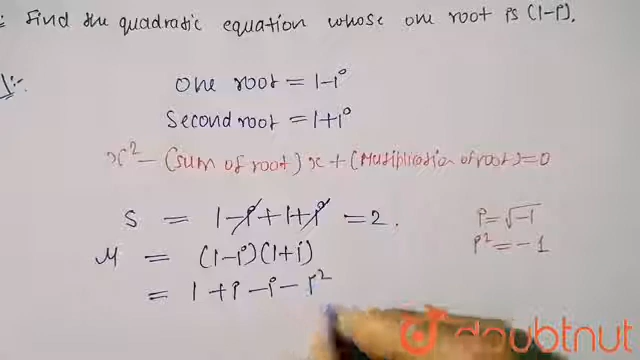 : Find the quadratic equation whose one root is (1-i).
):-
One root = 1-i
Second root = 1+i
x² - (sum of root) x + (Multiplication of root) = 0
S = 1-i+1+i = 2.
i = √-1
M = (1-i)(1+i)
i² = -1
= 1+i-i-i²
doubtnut